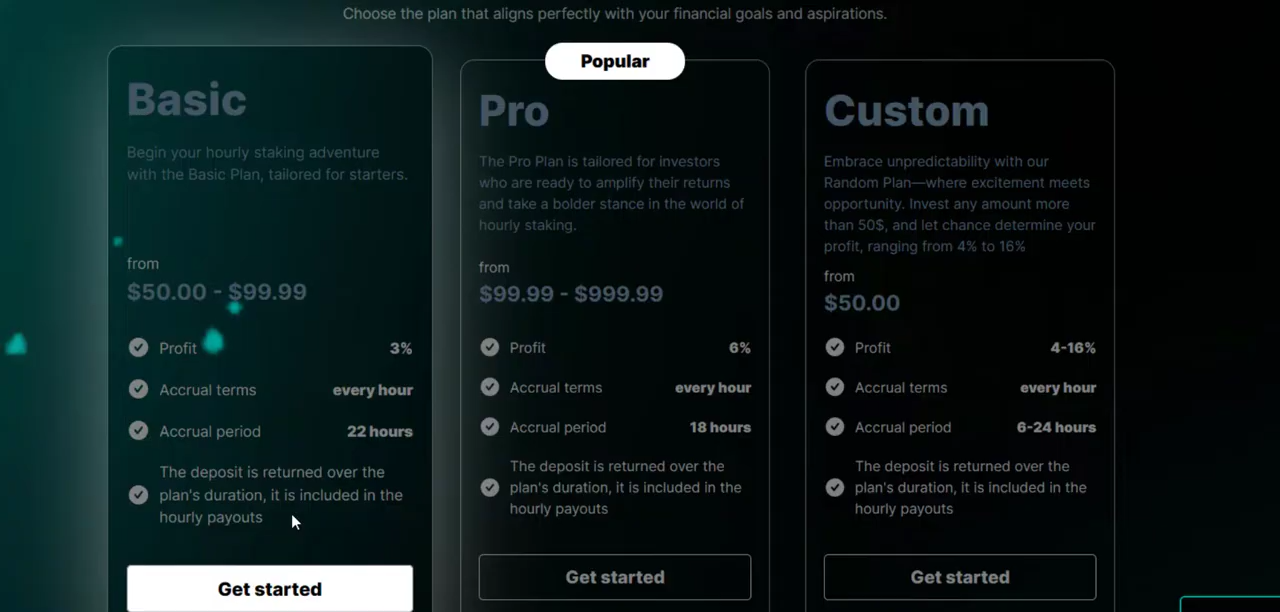 Choose the plan that aligns perfectly with your financial goals and aspirations.
Basic
Begin your hourly staking adventure
with the Basic Plan, tailored for starters.
from
$50.00 - $99.99
Profit 3%
Accrual terms every hour
Accrual period 22 hours
The deposit is returned over the
plan's duration, it is included in the
hourly payouts
Get started
Popular
Pro
The Pro Plan is tailored for investors
who are ready to amplify their returns
and take a bolder stance in the world of
hourly staking.
from
$99.99 - $999.99
Profit 6%
Accrual terms every hour
Accrual period 18 hours
The deposit is returned over the
plan's duration, it is included in the
hourly payouts
Get started
Custom
Embrace unpredictability with our
Random Plan—where excitement meets
opportunity. Invest any amount more
than 50$, and let chance determine your
profit, ranging from 4% to 16%
from
$50.00
Profit 4-16%
Accrual terms every hour
Accrual period 6-24 hours
The deposit is returned over the
plan's duration, it is included in the
hourly payouts
Get started